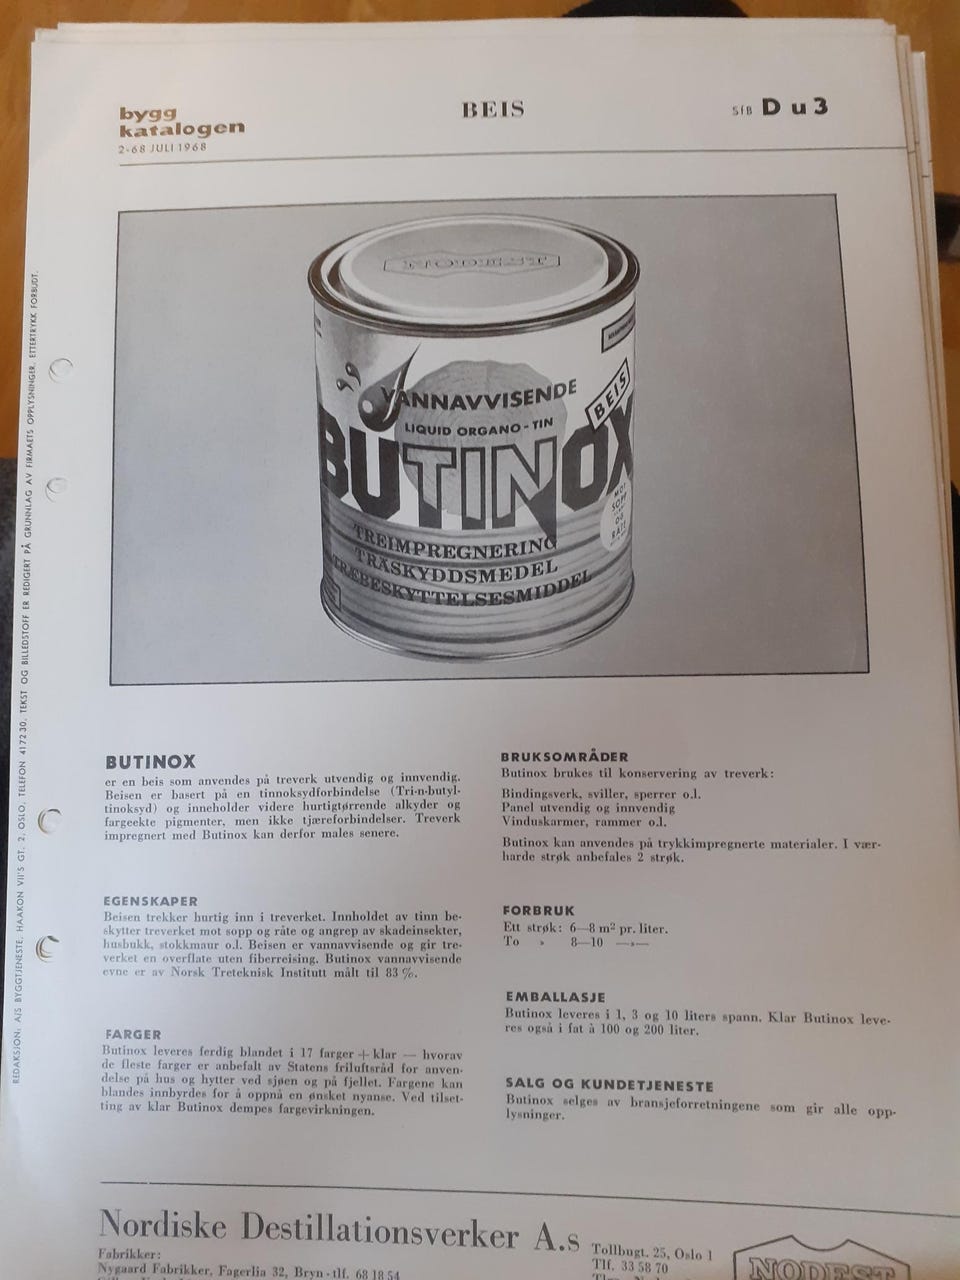 bygg
katalogen
2-68 JULI 1968
BEIS
SfB D u 3
REDAKSJON: A/S BYGGTJENESTE, HAAKON VII'S GT. 2, OSLO, TELEFON 41 72 30. TEKST OG BILLEDSTOFF ER REDIGERT PÅ GRUNNLAG AV FIRMAETS OPPLYSNINGER. ETTERTRYKK FORBUDT.
NODEST
VANNAVVISENDE
BEIS
LIQUID ORGANO-TIN
BUTINOX
MOT
SOPP
OG
RÅTE
TREIMPREGNERING
TRÄSKYDDSMEDEL
TRÆBESKYTTELSESMIDDEL
BUTINOX
er en beis som anvendes på treverk utvendig og innvendig.
Beisen er basert på en tinnoksydforbindelse (Tri-n-butyl-
tinoksyd) og inneholder videre hurtigtørrende alkyder og
fargeekte pigmenter, men ikke tjæreforbindelser. Treverk
impregnert med Butinox kan derfor males senere.
EGENSKAPER
Beisen trekker hurtig inn i treverket. Innholdet av tinn be-
skytter treverket mot sopp og råte og angrep av skadeinsekter,
husbukk, stokkmaur o.l. Beisen er vannavvisende og gir tre-
verket en overflate uten fiberreising. Butinox vannavvisende
evne er av Norsk Treteknisk Institutt målt til 83 %.
FARGER
Butinox leveres ferdig blandet i 17 farger + klar — hvorav
de fleste farger er anbefalt av Statens friluftsråd for anven-
delse på hus og hytter ved sjøen og på fjellet. Fargene kan
blandes innbyrdes for å oppnå en ønsket nyanse. Ved tilset-
ting av klar Butinox dempes fargevirkningen.
BRUKSOMRÅDER
Butinox brukes til konservering av treverk:
Bindingsverk, sviller, sperrer o.l.
Panel utvendig og innvendig
Vinduskarmer, rammer o.l.
Butinox kan anvendes på trykkimpregnerte materialer. I vær-
harde strøk anbefales 2 strøk.
FORBRUK
Ett strøk: 6—8 m² pr. liter.
To » 8—10 —»—
EMBALLASJE
Butinox leveres i 1, 3 og 10 liters spann. Klar Butinox leve-
res også i fat à 100 og 200 liter.
SALG OG KUNDETJENESTE
Butinox selges av bransjeforretningene som gir alle opp-
lysninger.
Nordiske Destillationsverker A.s
Fabrikker:
Nygaard Fabrikker, Fagerlia 32, Bryn - tlf. 68 18 54
Tollbugt. 25, Oslo 1
Tlf. 33 58 70
NODEST